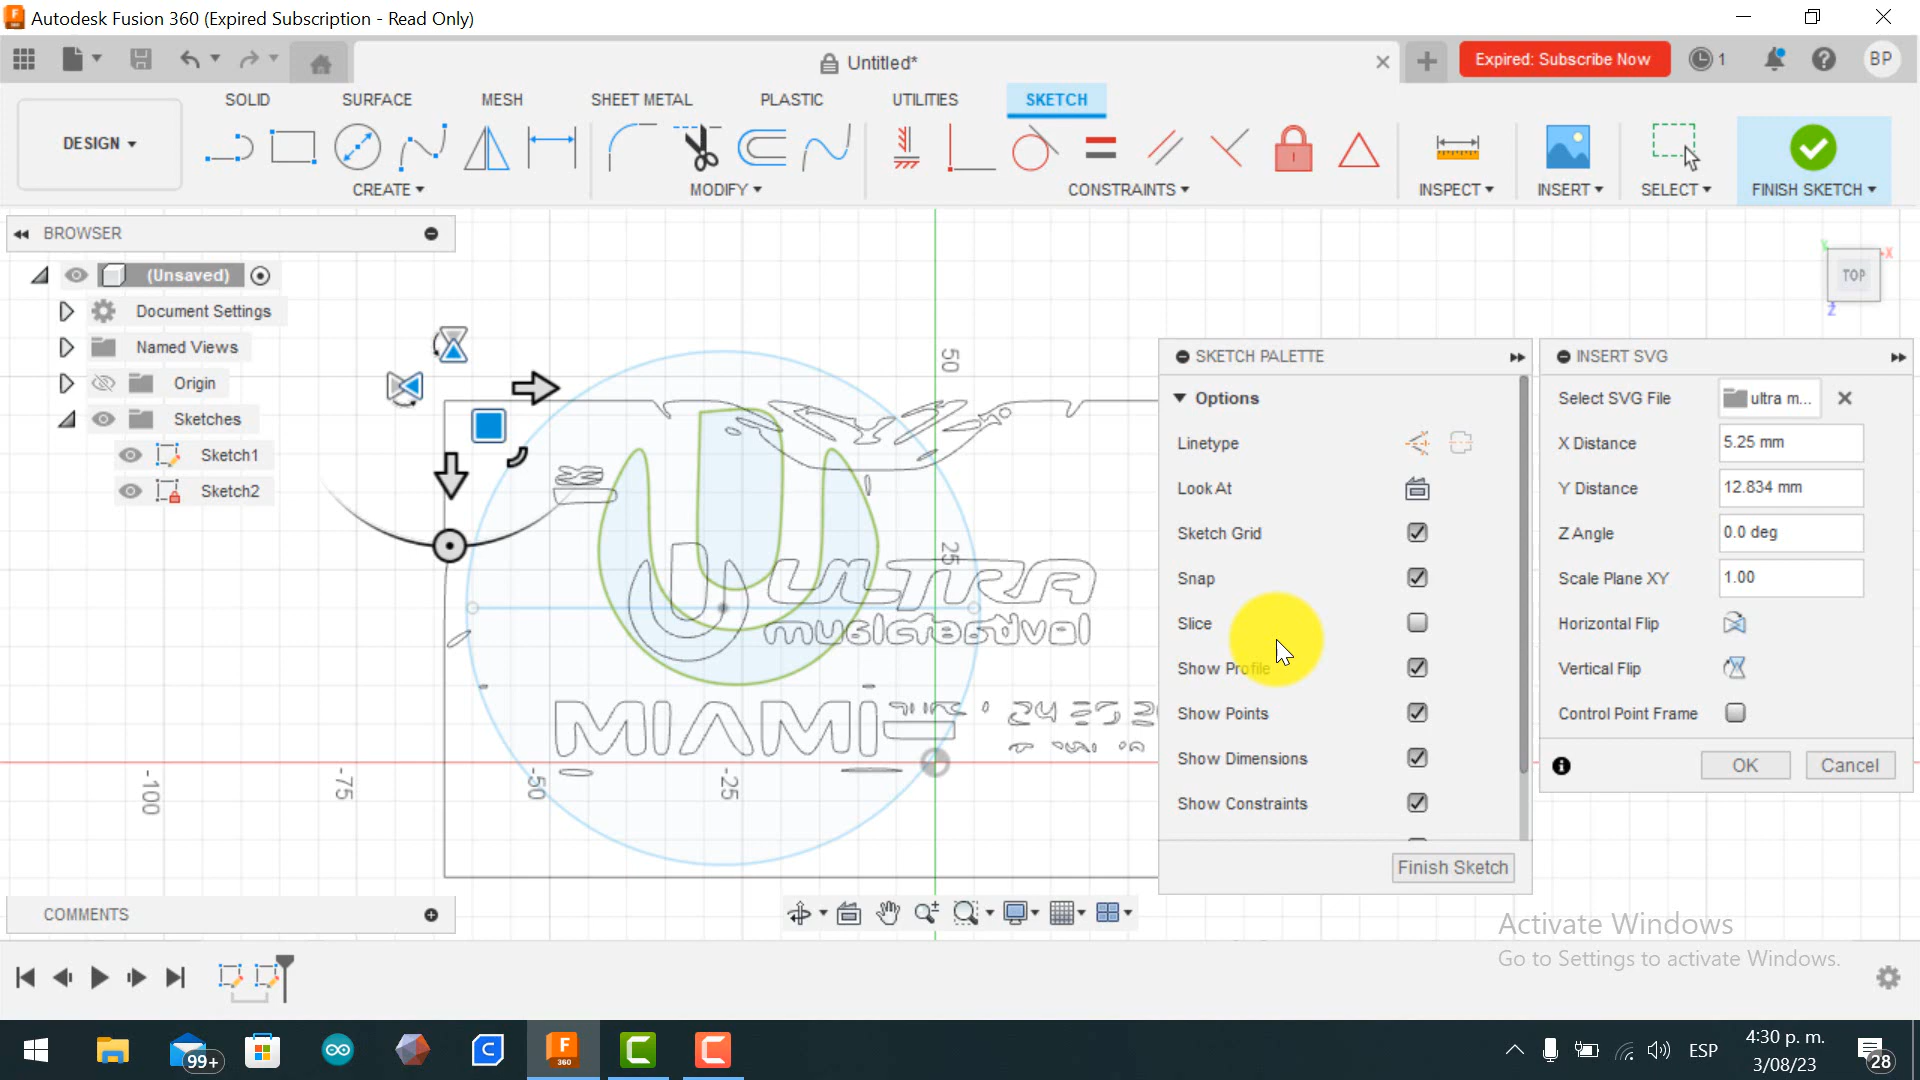 Autodesk Fusion 360 (Expired Subscription - Read Only)
Untitled*
Expired: Subscribe Now
1
BP
SOLID SURFACE MESH SHEET METAL PLASTIC UTILITIES SKETCH
DESIGN
CREATE MODIFY CONSTRAINTS INSPECT INSERT SELECT FINISH SKETCH
BROWSER
(Unsaved)
Document Settings
Named Views
Origin
Sketches
Sketch1
Sketch2
TOP
X
Y
Z
50
25
-100
-75
-50
-25
ULTRA
musicfestival
MIAMI
SKETCH PALETTE
Options
Linetype
Look At
Sketch Grid
Snap
Slice
Show Profile
Show Points
Show Dimensions
Show Constraints
Finish Sketch
INSERT SVG
Select SVG File ultra m...
X Distance 5.25 mm
Y Distance 12.834 mm
Z Angle 0.0 deg
Scale Plane XY 1.00
Horizontal Flip
Vertical Flip
Control Point Frame
OK Cancel
COMMENTS
Activate Windows
Go to Settings to activate Windows.
99+
F
360
ESP
4:30 p. m.
3/08/23
28